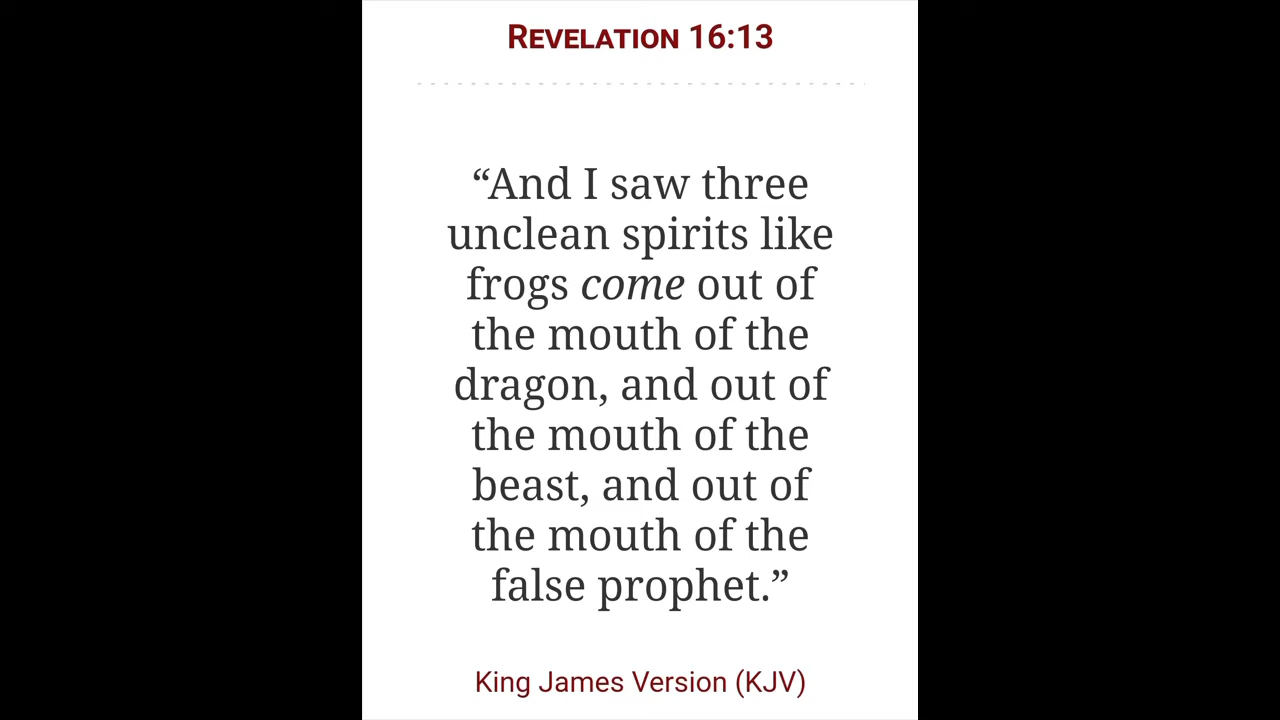 Revelation 16:13
“And I saw three
unclean spirits like
frogs come out of
the mouth of the
dragon, and out of
the mouth of the
beast, and out of
the mouth of the
false prophet.”
King James Version (KJV)